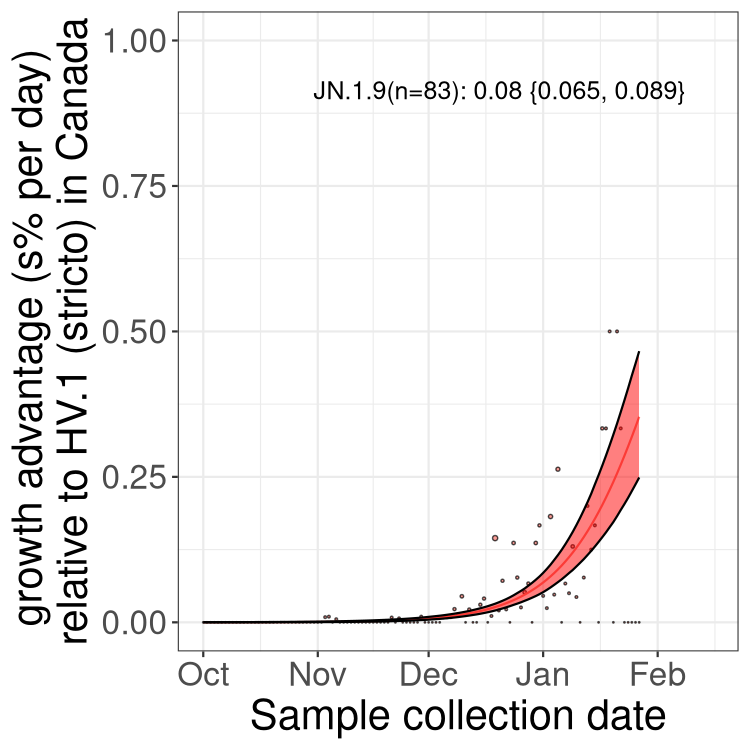 growth advantage (s% per day)
relative to HV.1 (stricto) in Canada
1.00
0.75
0.50
0.25
0.00
JN.1.9(n=83): 0.08 {0.065, 0.089}
Oct Nov Dec Jan Feb
Sample collection date